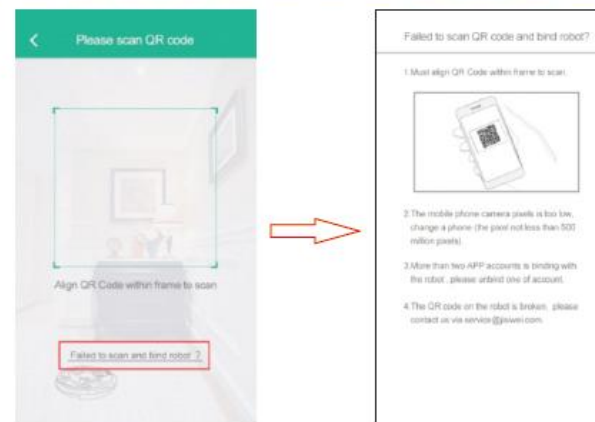 Please scan QR code
Align QR Code within frame to scan
Failed to scan and bind robot ?
Failed to scan QR code and bind robot?
1.Must align QR Code within frame to scan.
2.The mobile phone camera pixels is too low,
change a phone (the pixel not less than 500
million pixels).
3.More than two APP accounts is binding with
the robot , please unbind one of account.
4.The QR code on the robot is broken, please
contact us via